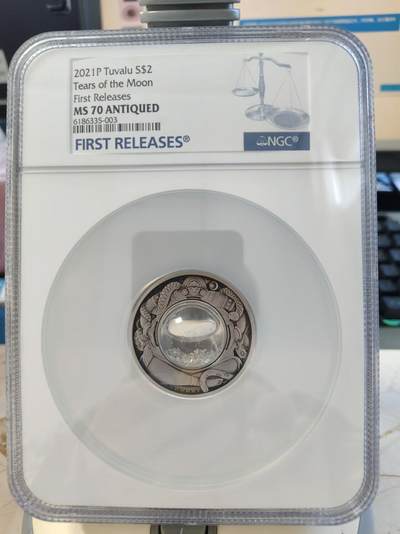 2021P Tuvalu S$2
Tears of the Moon
First Releases
MS 70 ANTIQUED
6186335-003
FIRST RELEASES®
NGC®